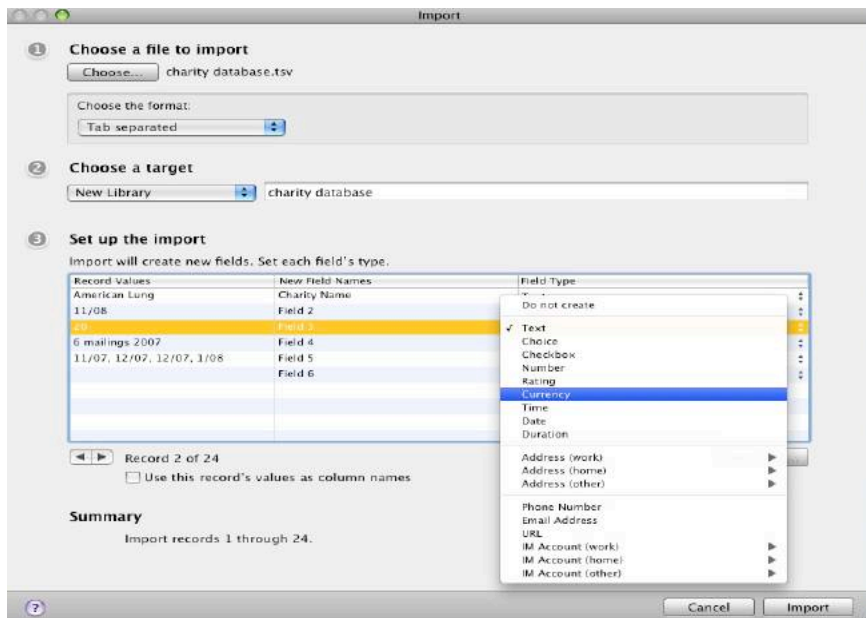 Import
1 Choose a file to import
Choose... charity database.tsv
Choose the format:
Tab separated
2 Choose a target
New Library charity database
3 Set up the import
Import will create new fields. Set each field's type.
Record Values New Field Names Field Type
American Lung Charity Name
11/08 Field 2
20 Field 3
6 mailings 2007 Field 4
11/07, 12/07, 12/07, 1/08 Field 5
Field 6
Do not create
✓ Text
Choice
Checkbox
Number
Rating
Currency
Time
Date
Duration
Address (work)
Address (home)
Address (other)
Phone Number
Email Address
URL
IM Account (work)
IM Account (home)
IM Account (other)
Record 2 of 24
Use this record's values as column names
Summary
Import records 1 through 24.
? Cancel Import